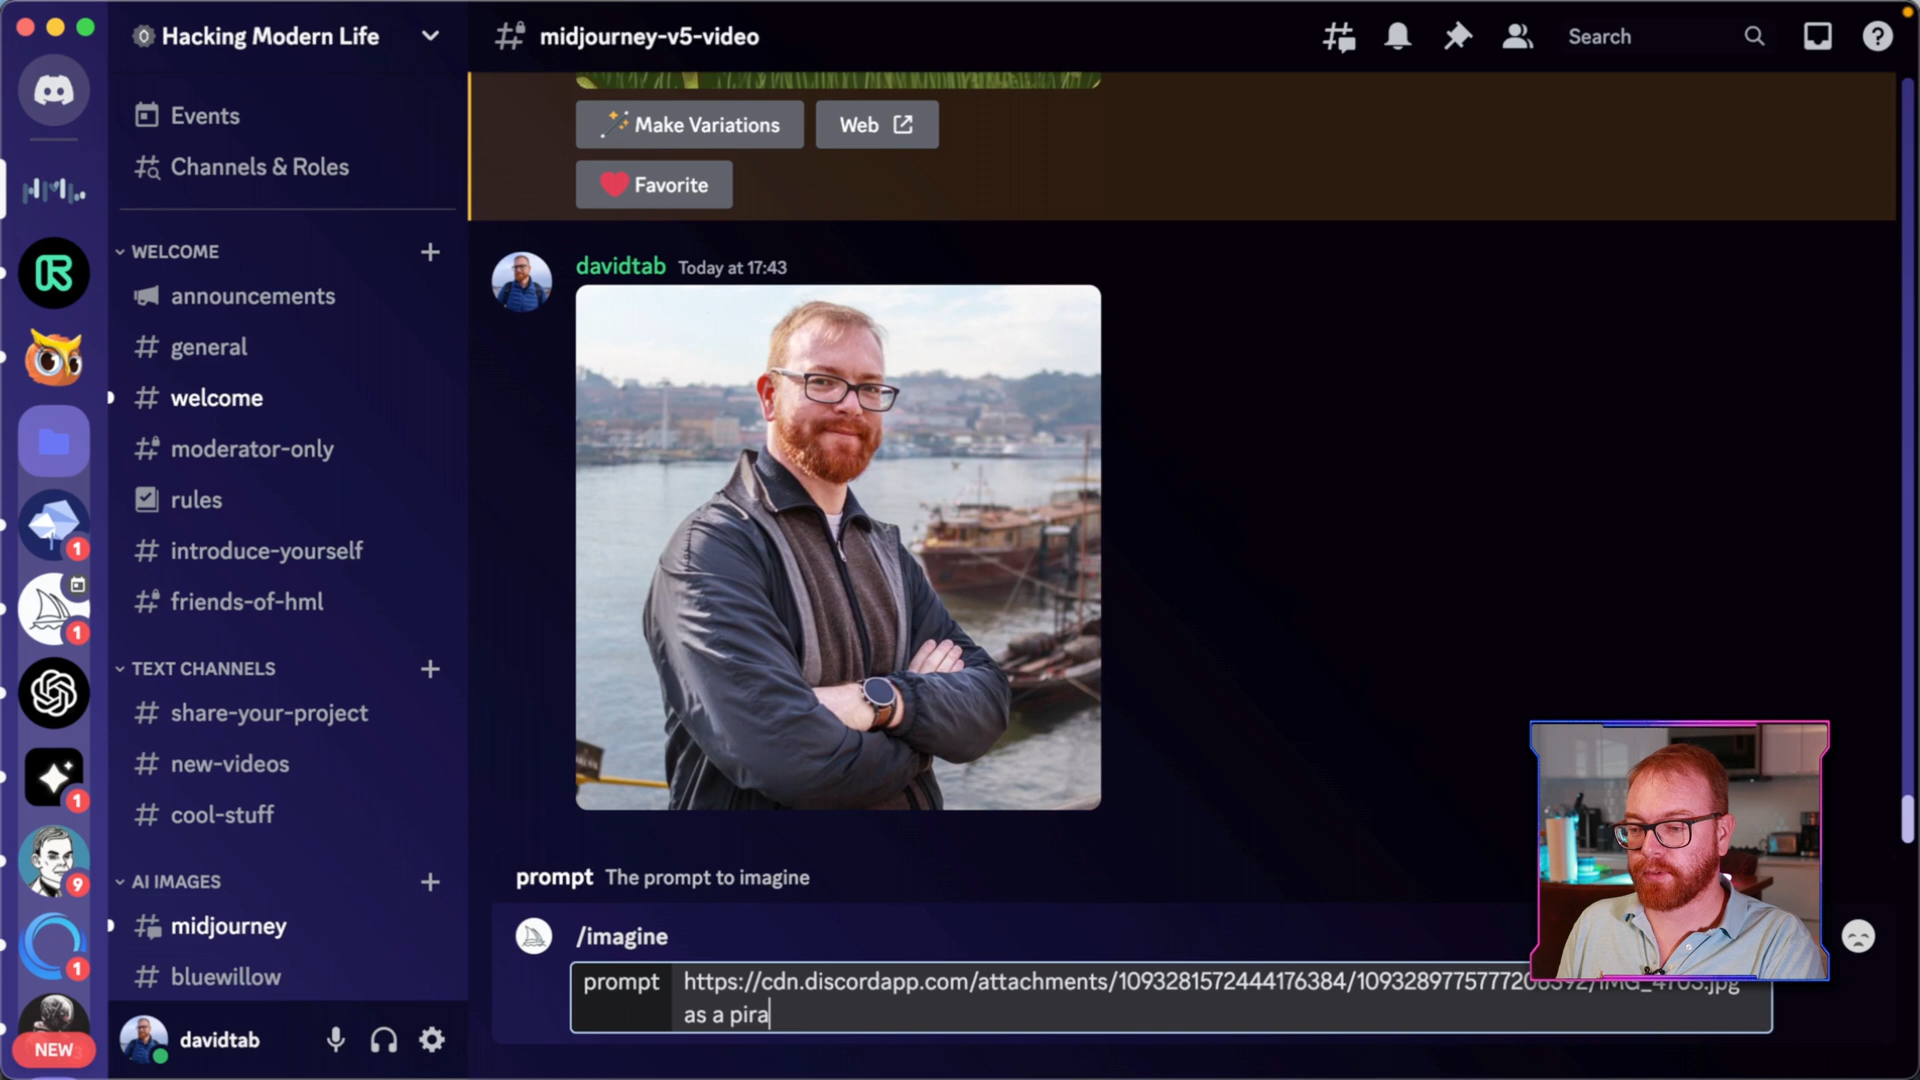 Hacking Modern Life
midjourney-v5-video
Search
Events
Channels & Roles
WELCOME
announcements
general
welcome
moderator-only
rules
introduce-yourself
friends-of-hml
TEXT CHANNELS
share-your-project
new-videos
cool-stuff
AI IMAGES
midjourney
bluewillow
1
1
1
9
1
NEW
davidtab
Make Variations
Web
Favorite
davidtab Today at 17:43
prompt The prompt to imagine
/imagine
prompt https://cdn.discordapp.com/attachments/1093281572444176384/10932897757772
as a pira